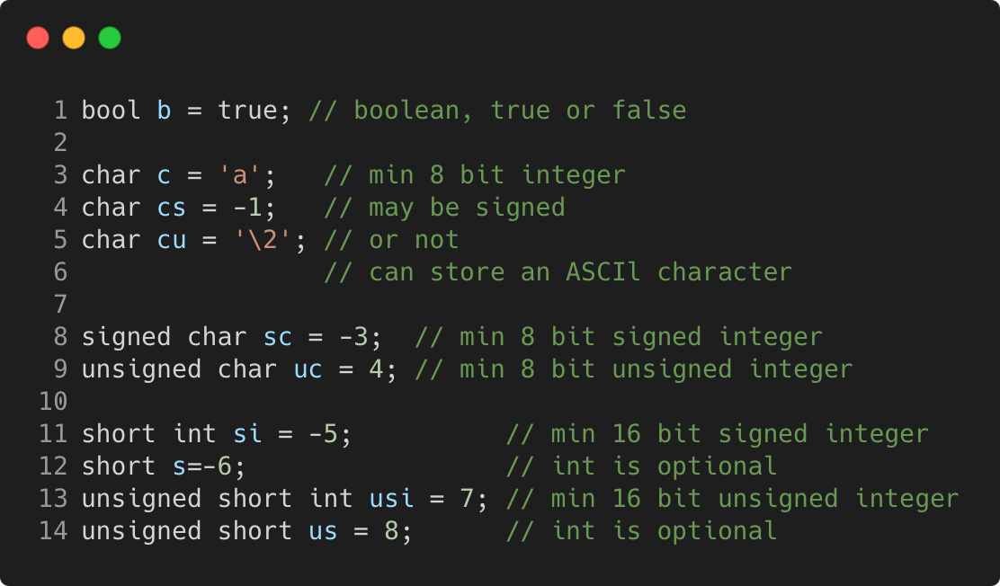 1 bool b = true; // boolean, true or false
2
3 char c = 'a';   // min 8 bit integer
4 char cs = -1;   // may be signed
5 char cu = '\2'; // or not
6                 // can store an ASCIl character
7
8 signed char sc = -3;  // min 8 bit signed integer
9 unsigned char uc = 4; // min 8 bit unsigned integer
10
11 short int si = -5;          // min 16 bit signed integer
12 short s=-6;                 // int is optional
13 unsigned short int usi = 7; // min 16 bit unsigned integer
14 unsigned short us = 8;      // int is optional